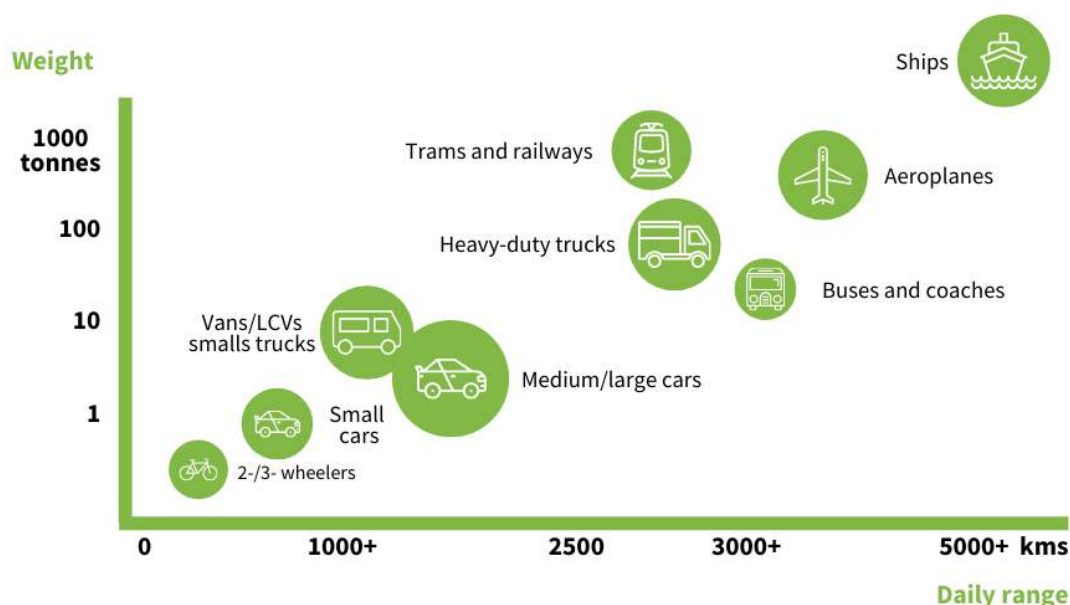 Weight
Ships
1000
tonnes
Trams and railways
Aeroplanes
100
Heavy-duty trucks
Buses and coaches
10
Vans/LCVs
smalls trucks
Medium/large cars
1
Small
cars
2-/3- wheelers
0 1000+ 2500 3000+ 5000+ kms
Daily range